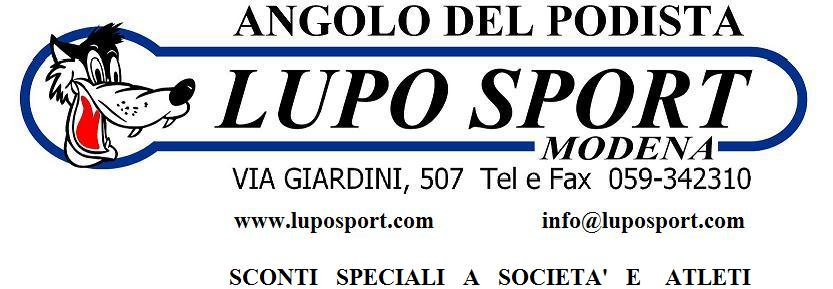 ANGOLO DEL PODISTA
LUPO SPORT
MODENA
VIA GIARDINI, 507 Tel e Fax 059-342310
www.luposport.com info@luposport.com
SCONTI SPECIALI A SOCIETA' E ATLETI